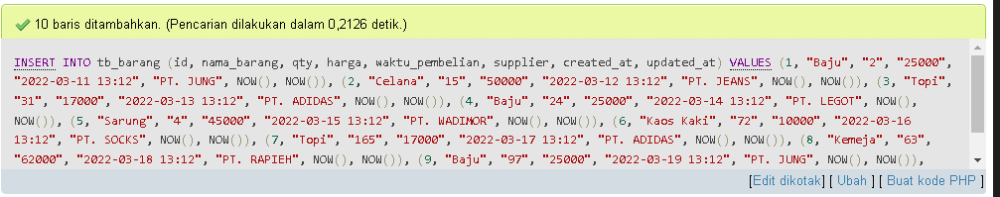 10 baris ditambahkan. (Pencarian dilakukan dalam 0,2126 detik.)
INSERT INTO tb_barang (id, nama_barang, qty, harga, waktu_pembelian, supplier, created_at, updated_at) VALUES (1, "Baju", "2", "25000",
"2022-03-11 13:12", "PT. JUNG", NOW(), NOW()), (2, "Celana", "15", "50000", "2022-03-12 13:12", "PT. JEANS", NOW(), NOW()), (3, "Topi",
"31", "17000", "2022-03-13 13:12", "PT. ADIDAS", NOW(), NOW()), (4, "Baju", "24", "25000", "2022-03-14 13:12", "PT. LEGOT", NOW(),
NOW()), (5, "Sarung", "4", "45000", "2022-03-15 13:12", "PT. WADIMOR", NOW(), NOW()), (6, "Kaos Kaki", "72", "10000", "2022-03-16
13:12", "PT. SOCKS", NOW(), NOW()), (7, "Topi", "165", "17000", "2022-03-17 13:12", "PT. ADIDAS", NOW(), NOW()), (8, "Kemeja", "63",
"62000", "2022-03-18 13:12", "PT. RAPIEH", NOW(), NOW()), (9, "Baju", "97", "25000", "2022-03-19 13:12", "PT. JUNG", NOW(), NOW()),
[Edit dikotak] [ Ubah ] [ Buat kode PHP ]